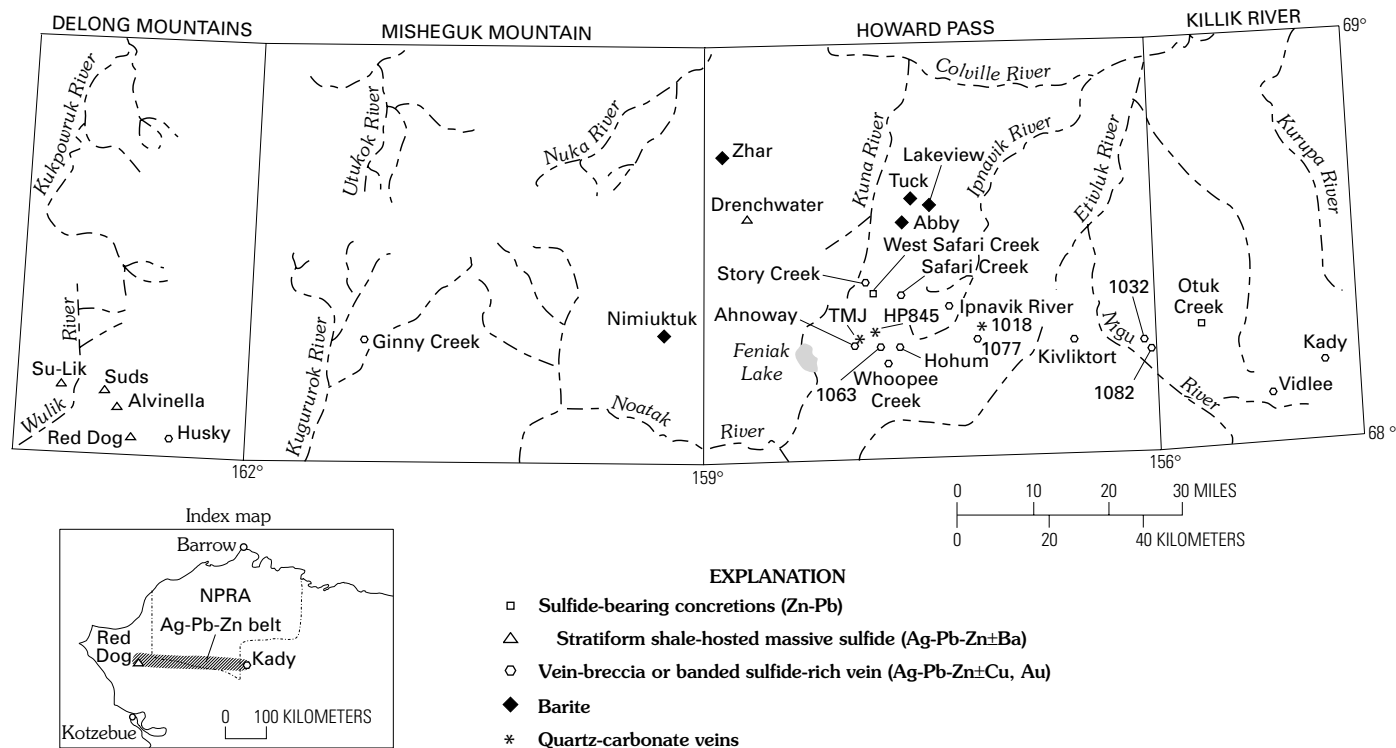 DELONG MOUNTAINS
MISHEGUK MOUNTAIN
HOWARD PASS
KILLIK RIVER
69°
Kukpowruk River
Utukok River
Nuka River
Colville River
Kuna River
Ipnavik River
Etivluk River
Kurupa River
Zhar
Lakeview
Tuck
Drenchwater
Abby
West Safari Creek
Safari Creek
Story Creek
Ahnoway
TMJ
HP845
Ipnavik River
1018
1077
1032
Otuk
Creek
Nimiuktuk
Ginny Creek
Feniak
Lake
Hohum
Kivliktort
Nigu
River
Kady
1063
Whoopee
Creek
1082
Vidlee
Su-Lik
Suds
Alvinella
Wulik
River
Red Dog
Husky
Kugururok River
Noatak
River
68°
162°
159°
156°
0 10 20 30 MILES
0 20 40 KILOMETERS
Index map
Barrow
NPRA
Ag-Pb-Zn belt
Red
Dog
Kady
0 100 KILOMETERS
Kotzebue
EXPLANATION
Sulfide-bearing concretions (Zn-Pb)
Stratiform shale-hosted massive sulfide (Ag-Pb-Zn±Ba)
Vein-breccia or banded sulfide-rich vein (Ag-Pb-Zn±Cu, Au)
Barite
Quartz-carbonate veins